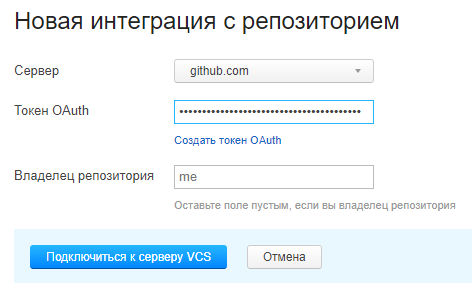 Новая интеграция с репозиторием
Сервер
github.com
Токен OAuth
••••••••••••••••••••••••••••••••••••••••
Создать токен OAuth
Владелец репозитория
me
Оставьте поле пустым, если вы владелец репозитория
Подключиться к серверу VCS
Отмена